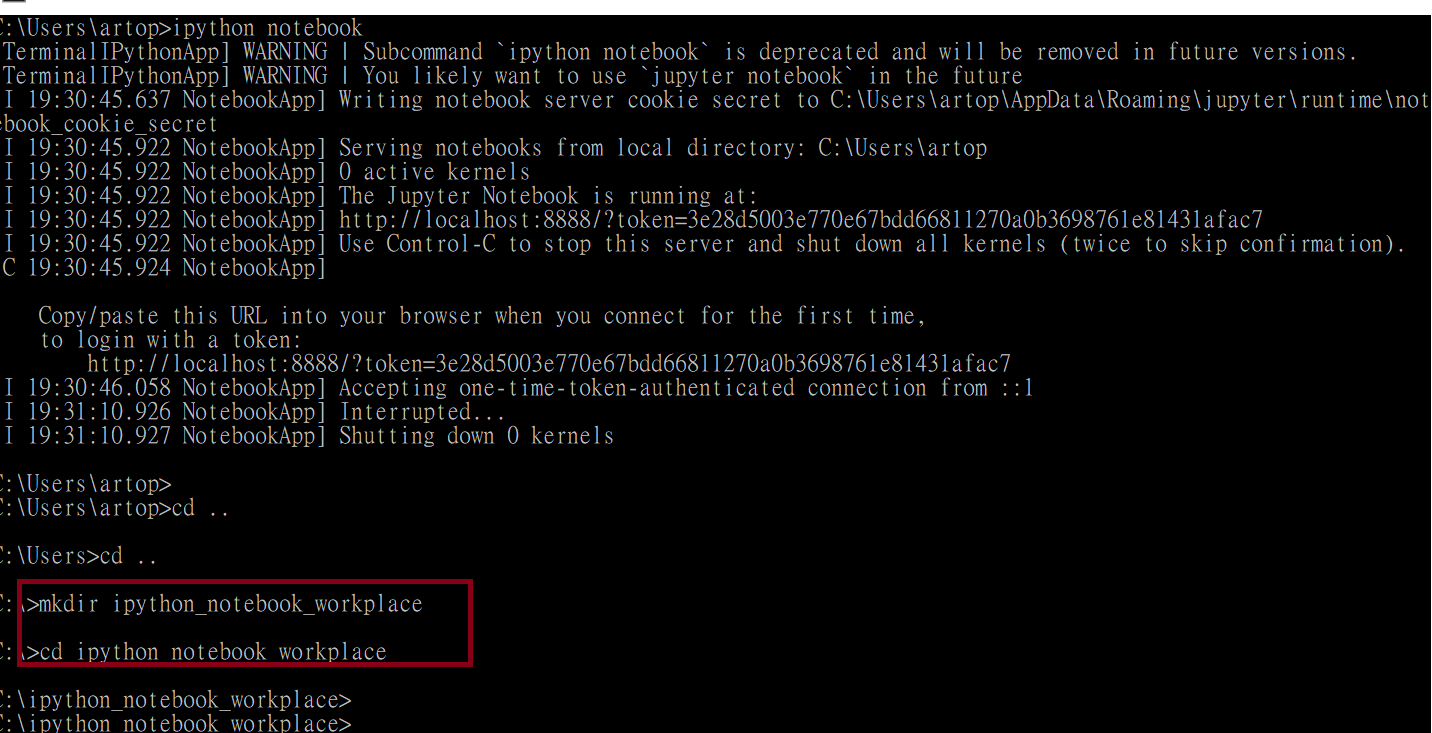 C:\Users\artop>ipython notebook
[TerminalIPythonApp] WARNING | Subcommand `ipython notebook` is deprecated and will be removed in future versions.
[TerminalIPythonApp] WARNING | You likely want to use `jupyter notebook` in the future
I 19:30:45.637 NotebookApp] Writing notebook server cookie secret to C:\Users\artop\AppData\Roaming\jupyter\runtime\not
ebook_cookie_secret
I 19:30:45.922 NotebookApp] Serving notebooks from local directory: C:\Users\artop
I 19:30:45.922 NotebookApp] 0 active kernels
I 19:30:45.922 NotebookApp] The Jupyter Notebook is running at:
I 19:30:45.922 NotebookApp] http://localhost:8888/?token=3e28d5003e770e67bdd66811270a0b3698761e81431afac7
I 19:30:45.922 NotebookApp] Use Control-C to stop this server and shut down all kernels (twice to skip confirmation).
C 19:30:45.924 NotebookApp]
Copy/paste this URL into your browser when you connect for the first time,
to login with a token:
http://localhost:8888/?token=3e28d5003e770e67bdd66811270a0b3698761e81431afac7
I 19:30:46.058 NotebookApp] Accepting one-time-token-authenticated connection from ::1
I 19:31:10.926 NotebookApp] Interrupted...
I 19:31:10.927 NotebookApp] Shutting down 0 kernels
C:\Users\artop>
C:\Users\artop>cd ..
C:\Users>cd ..
C:\>mkdir ipython_notebook_workplace
C:\>cd ipython_notebook_workplace
C:\ipython_notebook_workplace>
C:\ipython_notebook_workplace>